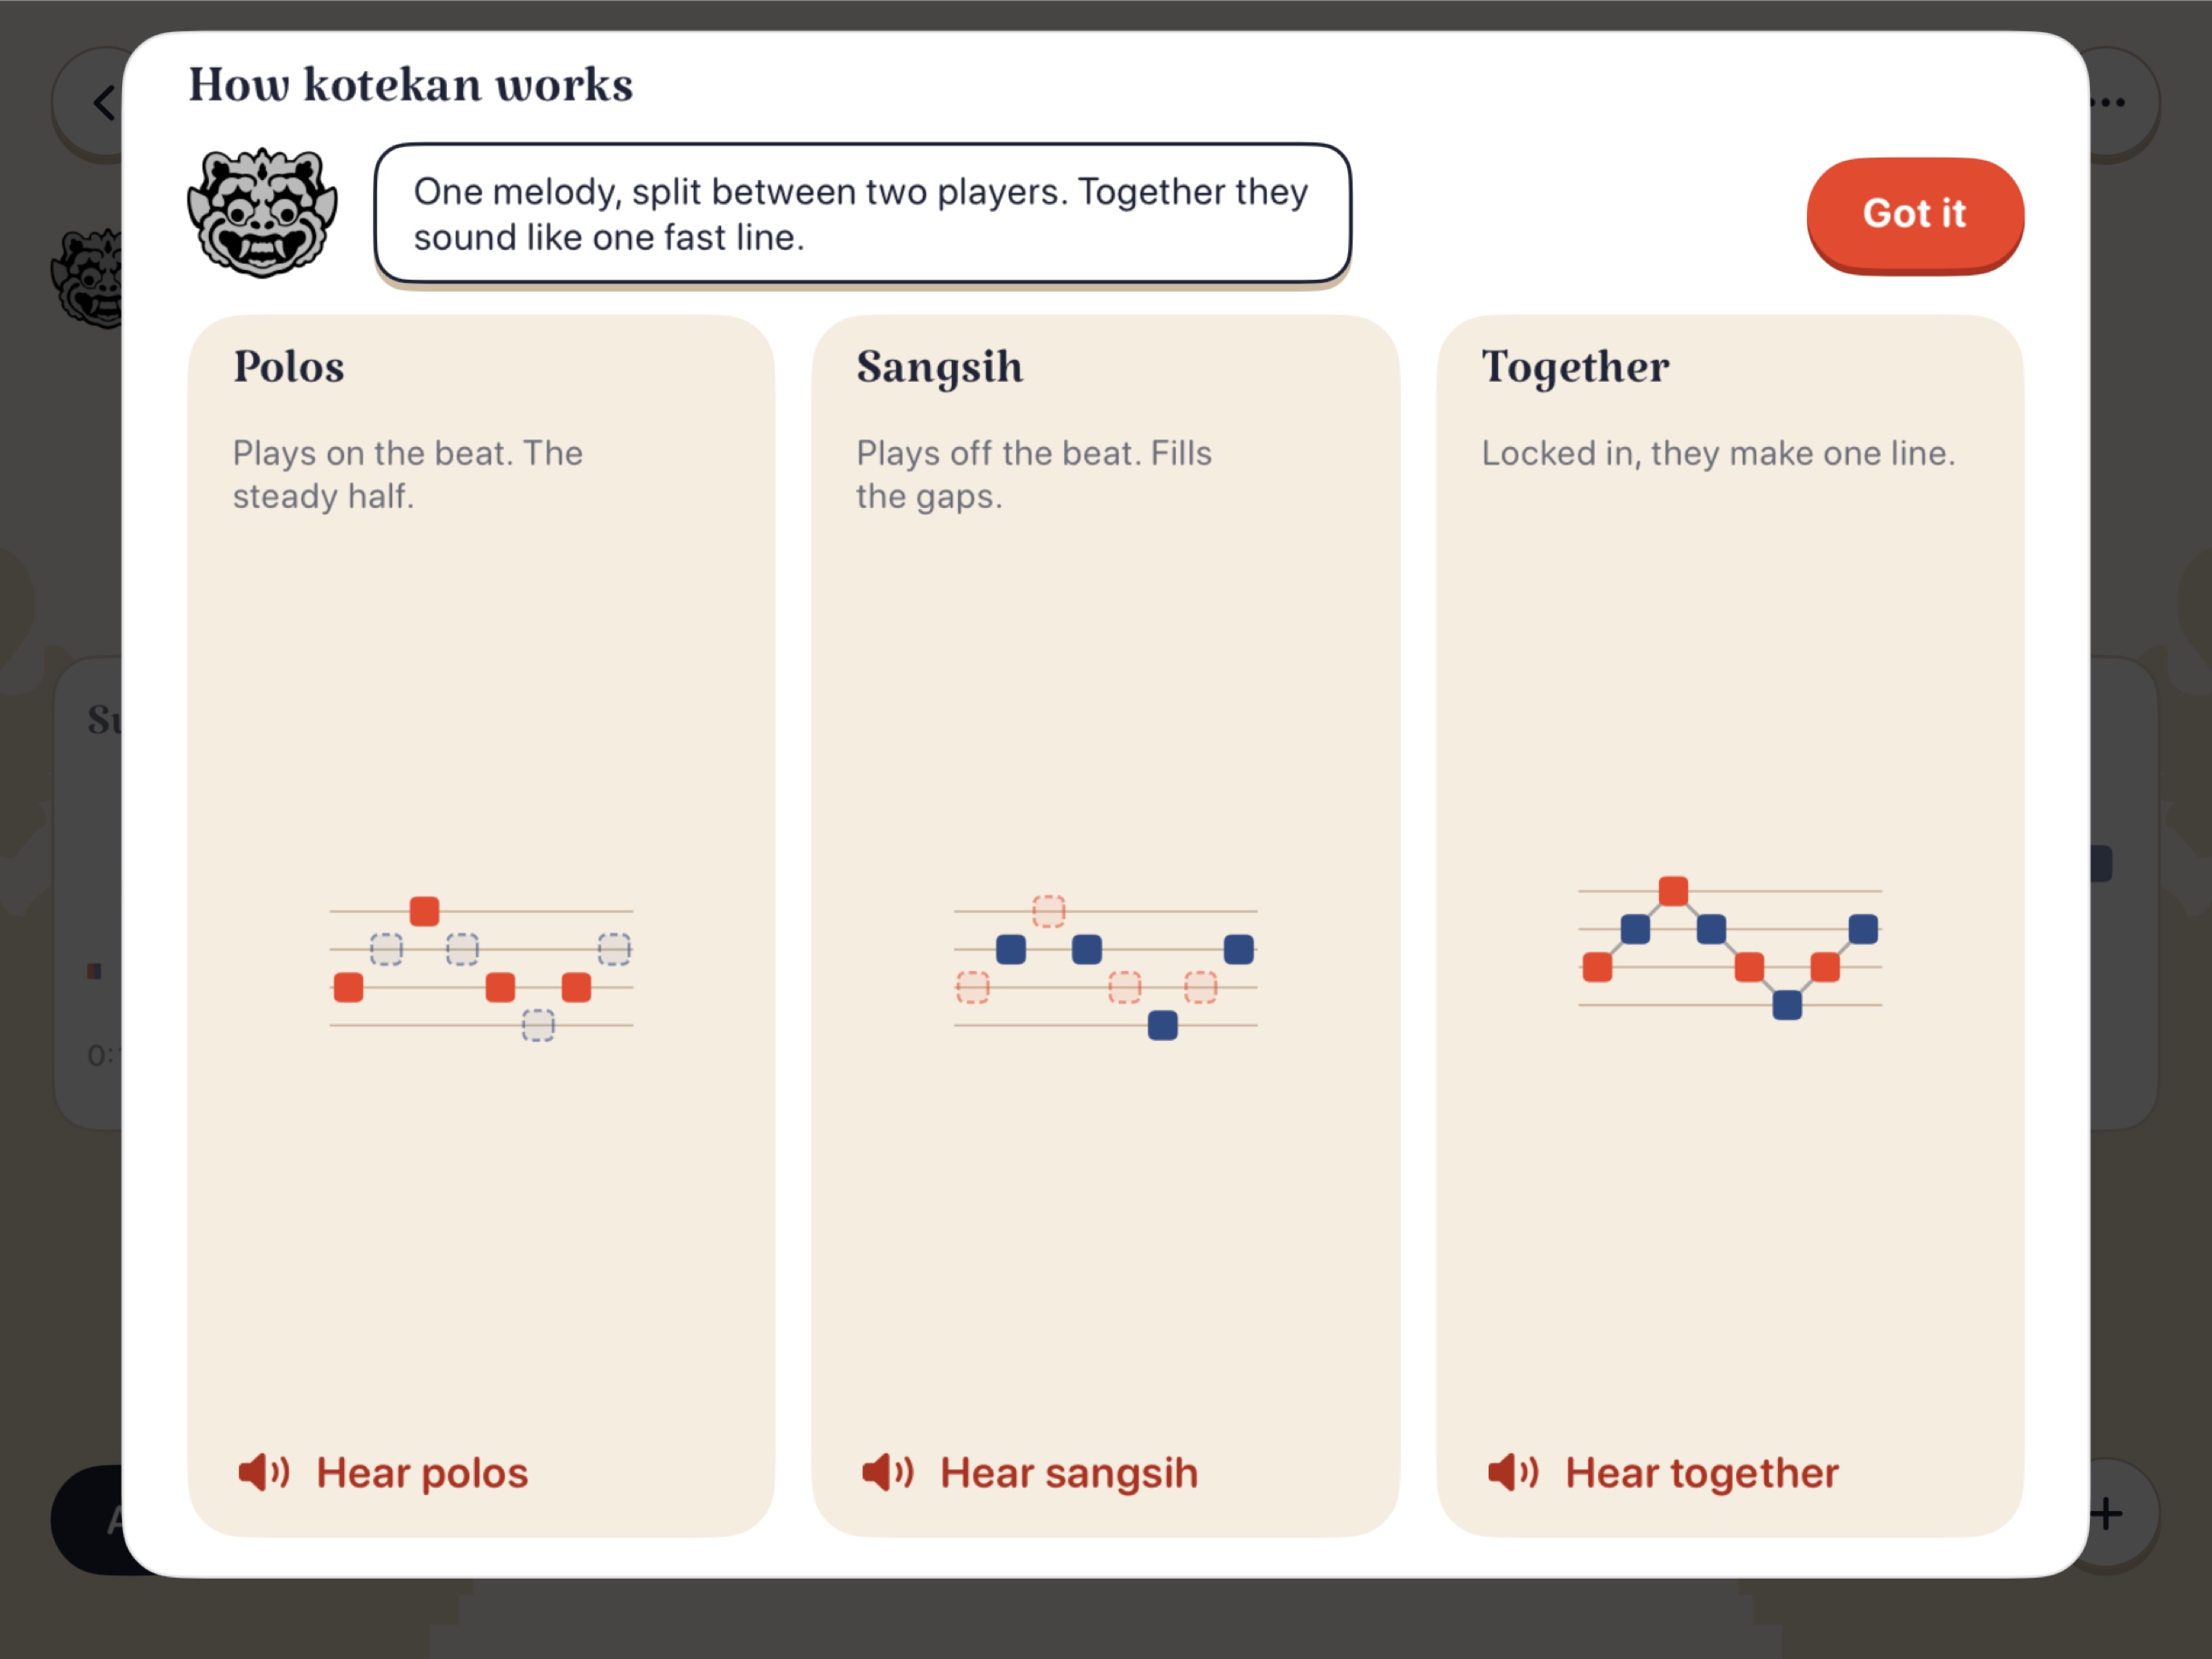 How kotekan works
One melody, split between two players. Together they
sound like one fast line.
Got it
Polos
Plays on the beat. The
steady half.
Hear polos
Sangsih
Plays off the beat. Fills
the gaps.
Hear sangsih
Together
Locked in, they make one line.
Hear together